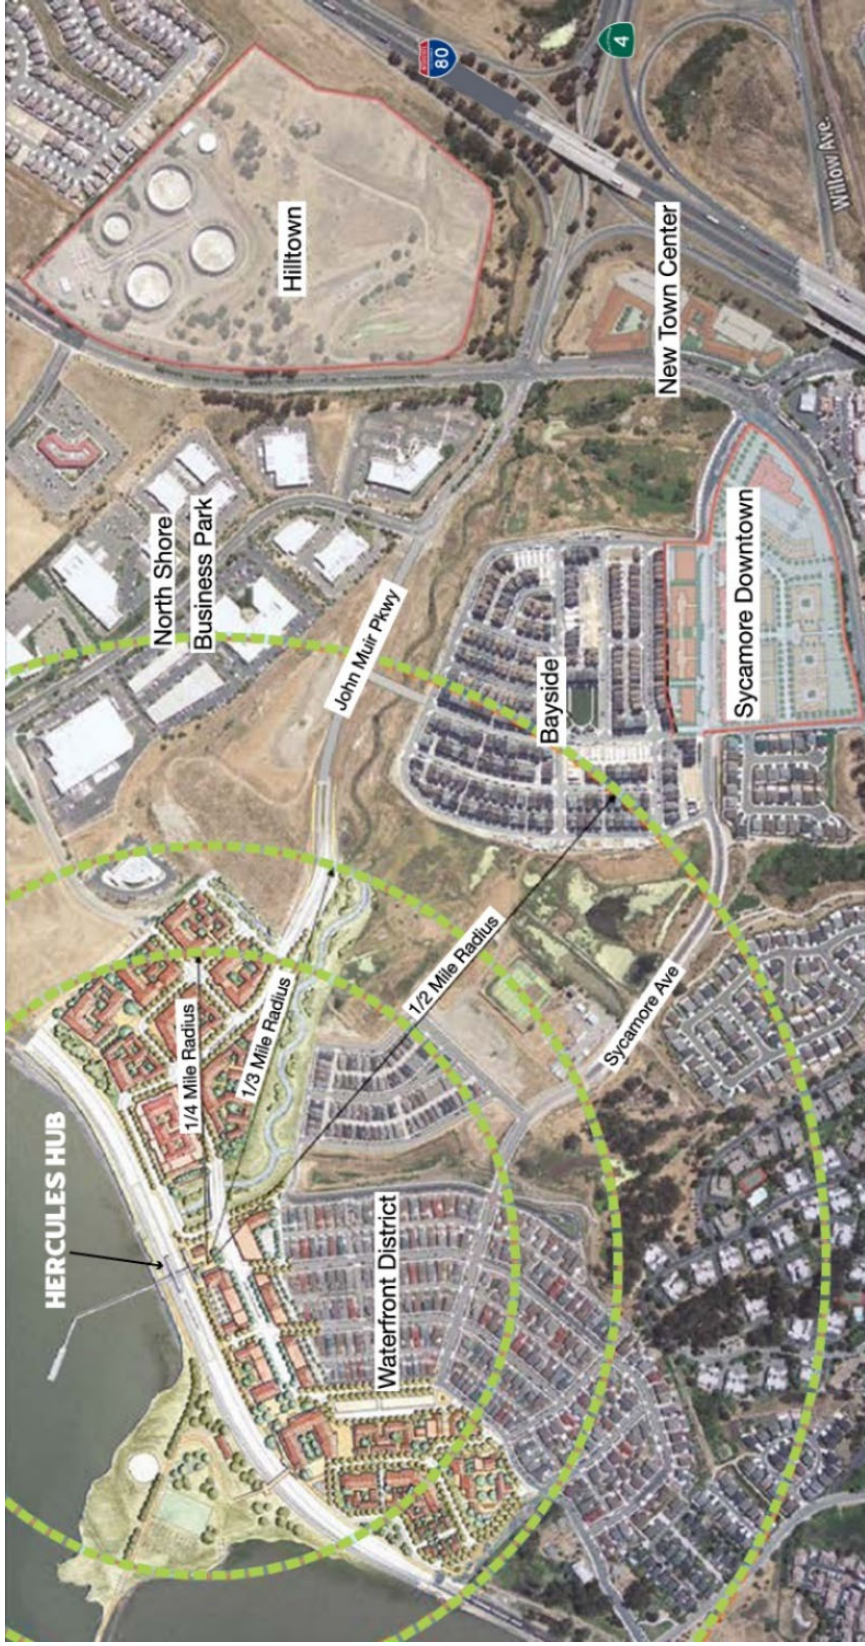 HERCULES HUB
1/4 Mile Radius
1/3 Mile Radius
1/2 Mile Radius
Waterfront District
North Shore
Business Park
John Muir Pkwy
Bayside
Sycamore Ave
Hilltown
New Town Center
Sycamore Downtown
80
4
Willow Ave.